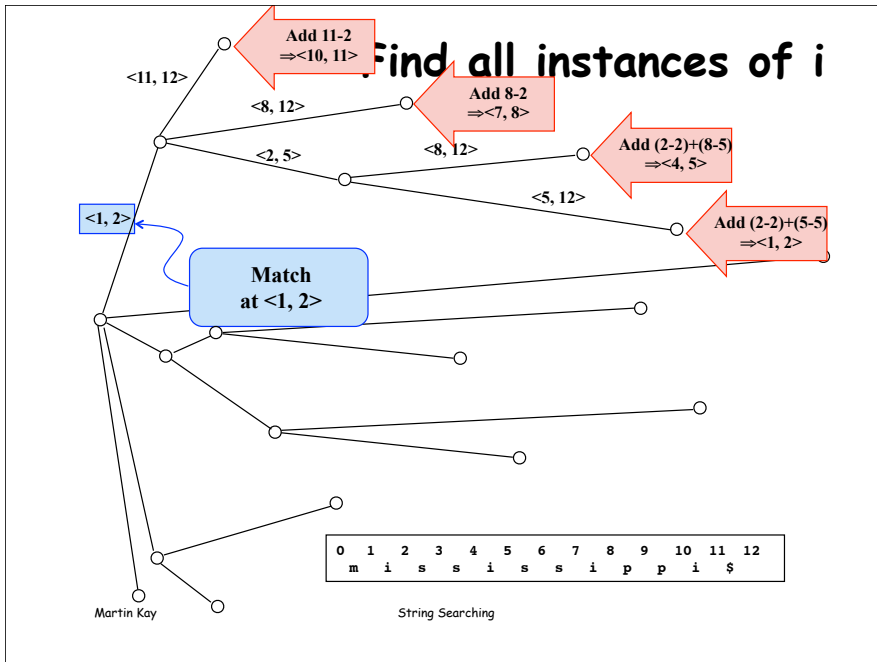 Find all instances of i
Add 11-2
⇒<10, 11>
<11, 12>
Add 8-2
⇒<7, 8>
<8, 12>
Add (2-2)+(8-5)
⇒<4, 5>
<8, 12>
<2, 5>
Add (2-2)+(5-5)
⇒<1, 2>
<5, 12>
<1, 2>
Match
at <1, 2>
0 1 2 3 4 5 6 7 8 9 10 11 12
m i s s i s s i p p i $
Martin Kay
String Searching